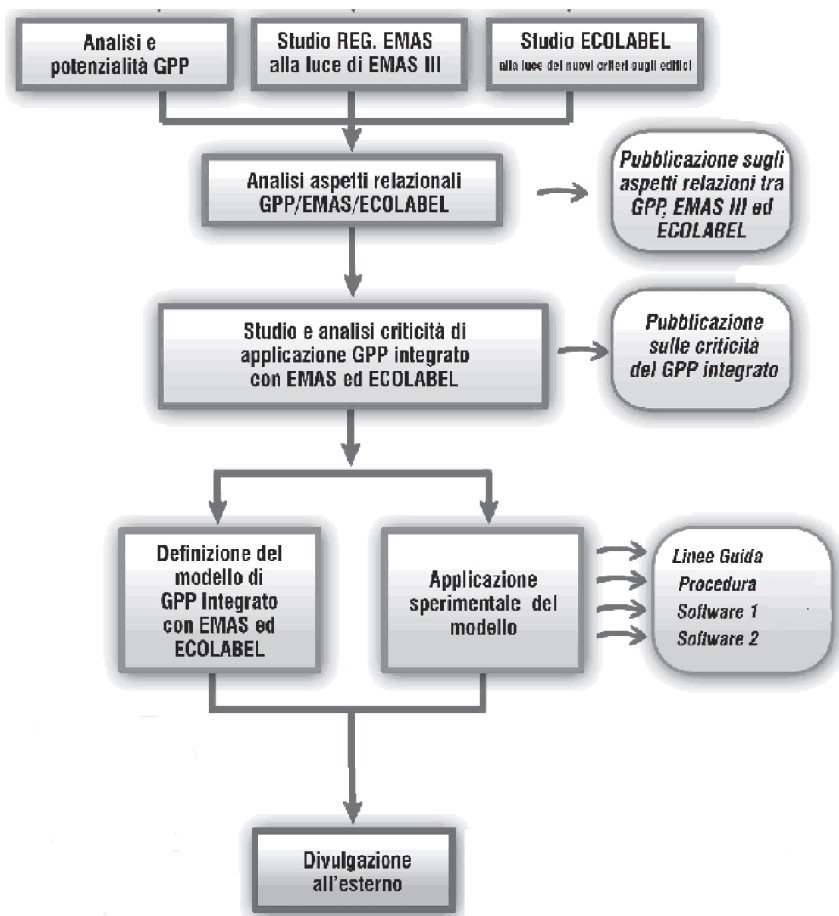 Analisi e
potenzialità GPP
Studio REG. EMAS
alla luce di EMAS III
Studio ECOLABEL
alla luce dei nuovi criteri sugli edifici
Analisi aspetti relazionali
GPP/EMAS/ECOLABEL
Pubblicazione sugli
aspetti relazioni tra
GPP, EMAS III ed
ECOLABEL
Studio e analisi criticità di
applicazione GPP integrato
con EMAS ed ECOLABEL
Pubblicazione
sulle criticità
del GPP integrato
Definizione del
modello di
GPP Integrato
con EMAS ed
ECOLABEL
Applicazione
sperimentale del
modello
Linee Guida
Procedura
Software 1
Software 2
Divulgazione
all'esterno